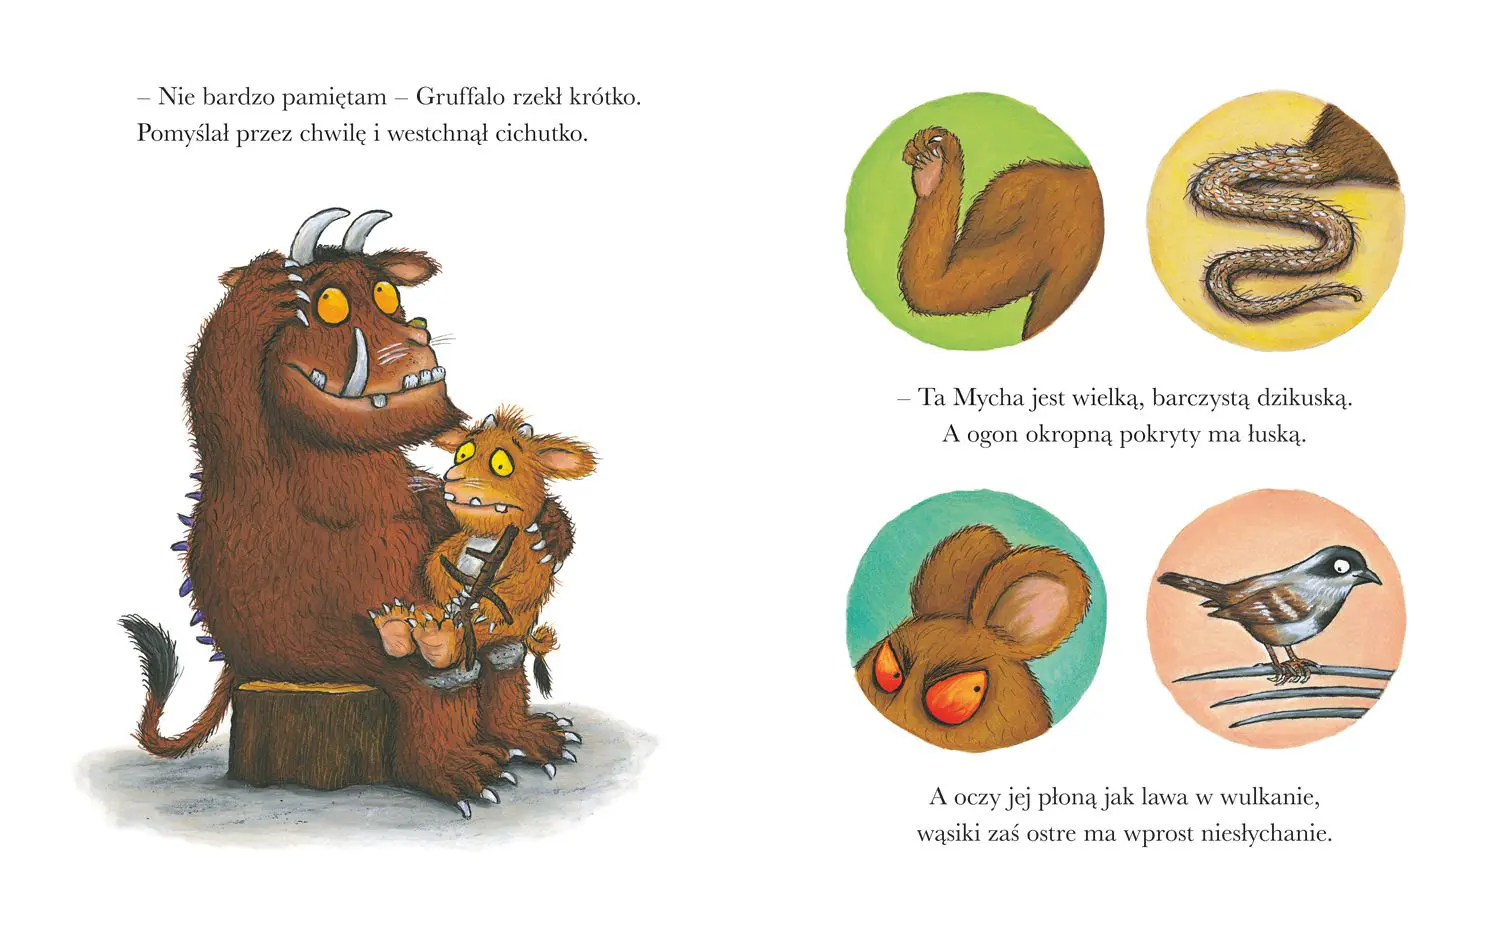 – Nie bardzo pamiętam – Gruffalo rzekł krótko.
Pomyślał przez chwilę i westchnął cichutko.
– Ta Mycha jest wielką, barczystą dzikuską.
A ogon okropną pokryty ma łuską.
A oczy jej płoną jak lawa w wulkanie,
wąsiki zaś ostre ma wprost niesłychanie.